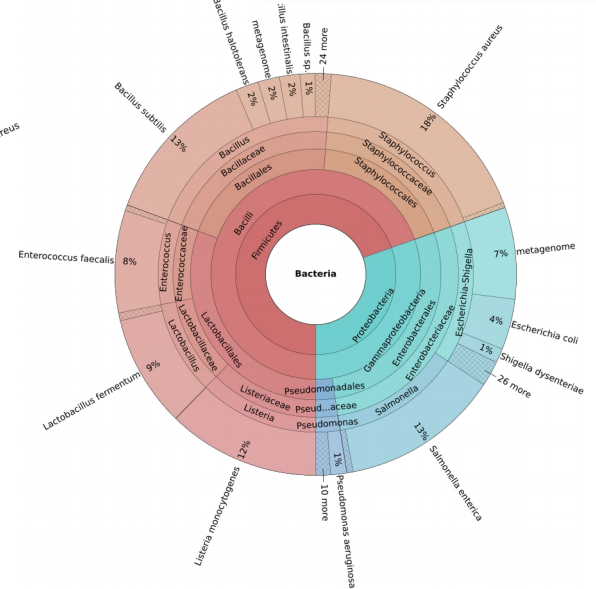 Bacteria
Firmicutes
Bacilli
Bacillales
Bacillaceae
Bacillus
Bacillus subtilis
13%
Bacillus halotolerans
2%
metagenome
2%
illus intestinalis
2%
Bacillus sp.
1%
24 more
Staphylococcales
Staphylococcaceae
Staphylococcus
Staphylococcus aureus
18%
reus
Lactobacillales
Enterococcaceae
Enterococcus
Enterococcus faecalis
8%
Lactobacillaceae
Lactobacillus
Lactobacillus fermentum
9%
Listeriaceae
Listeria
Listeria monocytogenes
12%
Proteobacteria
Gammaproteobacteria
Enterobacterales
Enterobacteriaceae
Escherichia-Shigella
metagenome
7%
Escherichia coli
4%
Shigella dysenteriae
1%
26 more
Salmonella
Salmonella enterica
13%
Pseudomonadales
Pseud...aceae
Pseudomonas
Pseudomonas aeruginosa
1%
10 more